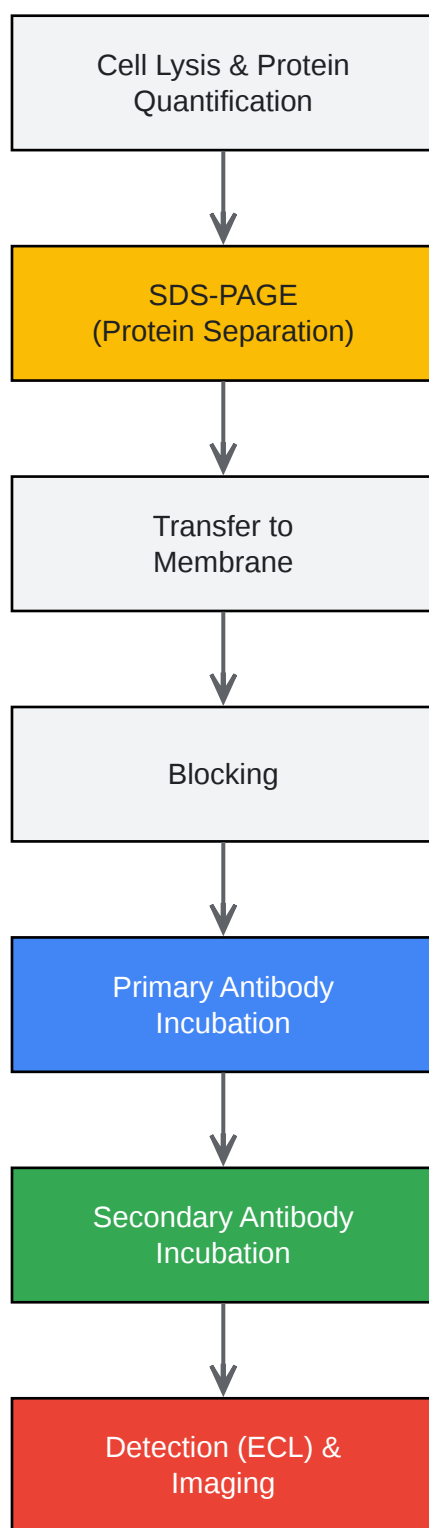 Cell Lysis & Protein
Quantification
SDS-PAGE
(Protein Separation)
Transfer to
Membrane
Blocking
Primary Antibody
Incubation
Secondary Antibody
Incubation
Detection (ECL) &
Imaging